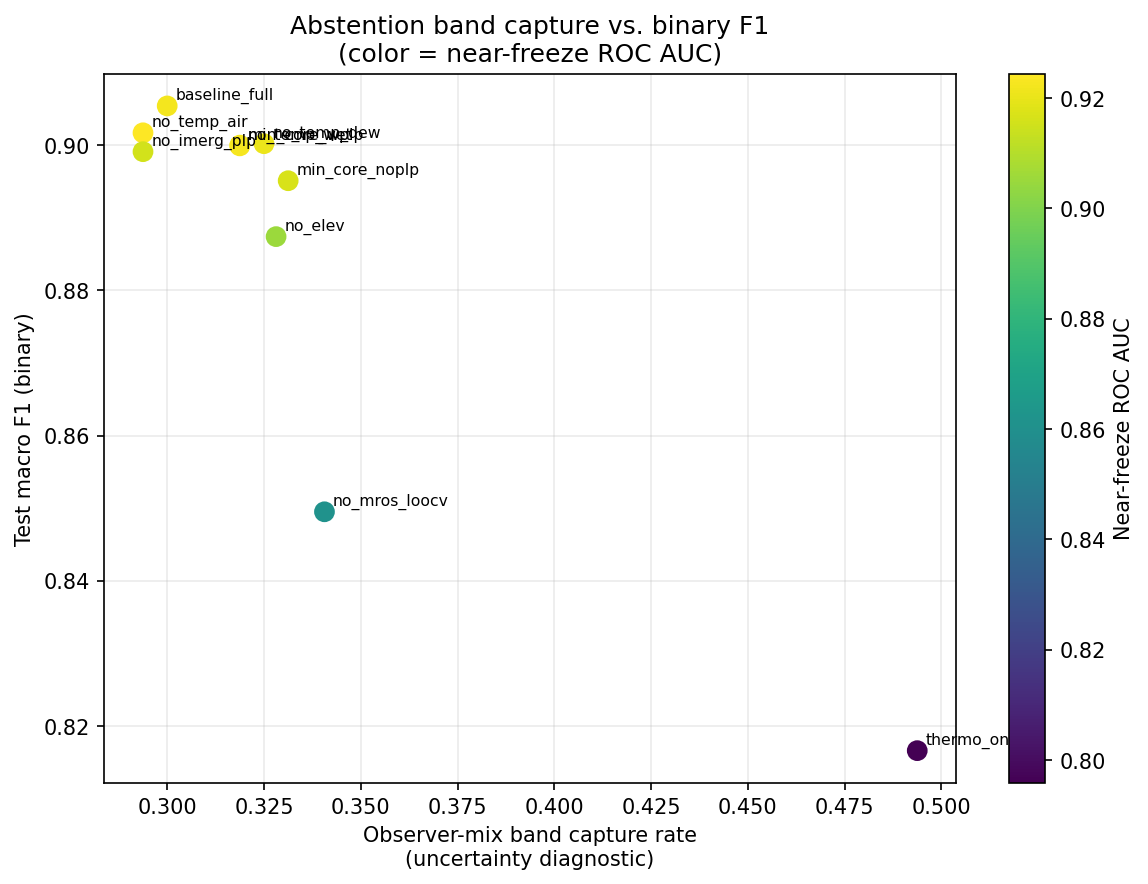 Abstention band capture vs. binary F1
(color = near-freeze ROC AUC)
baseline_full
no_temp_air
no_imerg_plp
no_temp_dew
min_core_noplp
no_elev
no_mros_loocv
thermo_on
0.90
0.88
0.86
0.84
0.82
Test macro F1 (binary)
0.300
0.325
0.350
0.375
0.400
0.425
0.450
0.475
0.500
Observer-mix band capture rate
(uncertainty diagnostic)
0.92
0.90
0.88
0.86
0.84
0.82
0.80
Near-freeze ROC AUC